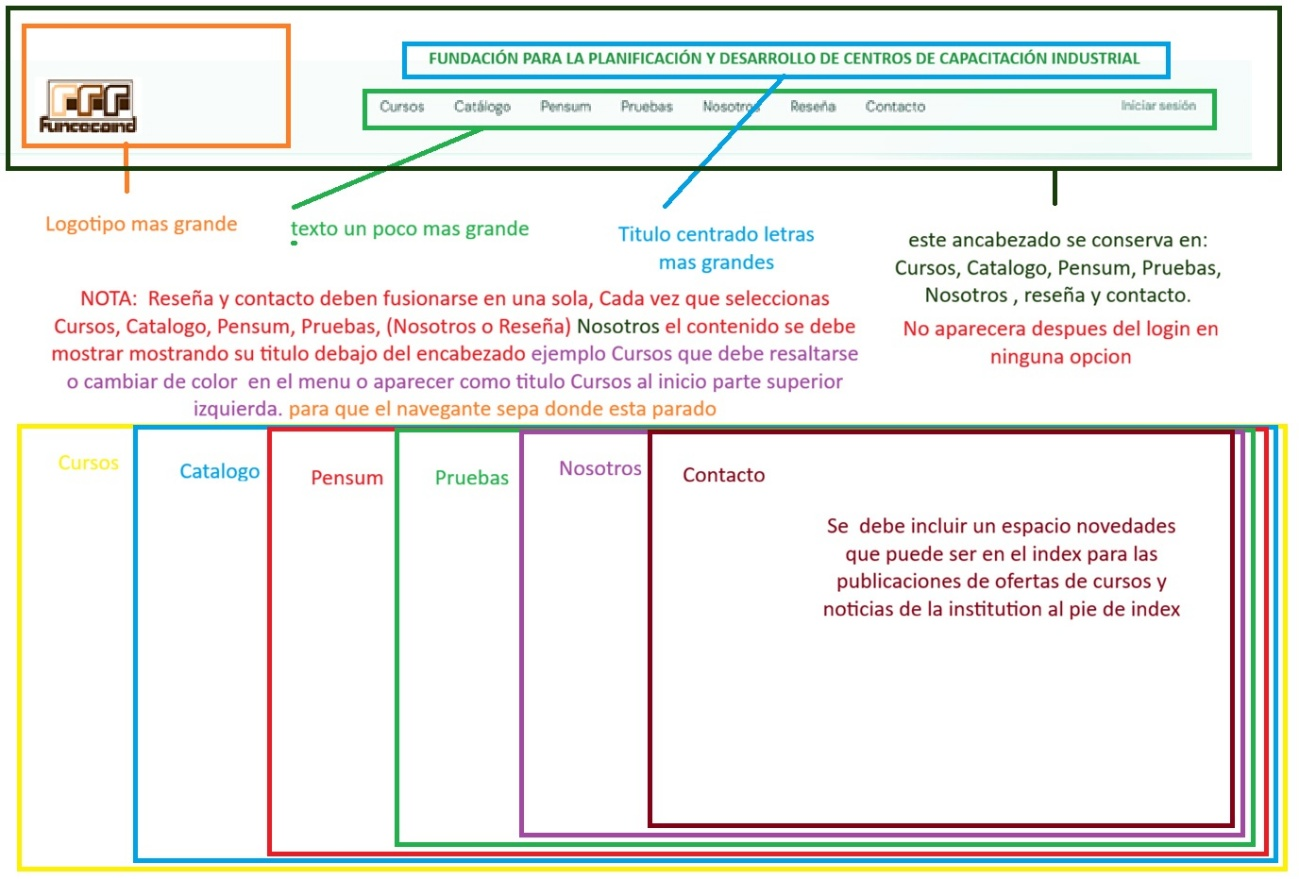 FUNDACIÓN PARA LA PLANIFICACIÓN Y DESARROLLO DE CENTROS DE CAPACITACIÓN INDUSTRIAL
Funcocaind
Cursos Catálogo Pensum Pruebas Nosotros Reseña Contacto Iniciar sesión
Logotipo mas grande
texto un poco mas grande
Titulo centrado letras
mas grandes
este ancabezado se conserva en:
Cursos, Catalogo, Pensum, Pruebas,
Nosotros , reseña y contacto.
No aparecera despues del login en
ninguna opcion
NOTA: Reseña y contacto deben fusionarse en una sola, Cada vez que seleccionas
Cursos, Catalogo, Pensum, Pruebas, (Nosotros o Reseña) Nosotros el contenido se debe
mostrar mostrando su titulo debajo del encabezado ejemplo Cursos que debe resaltarse
o cambiar de color en el menu o aparecer como titulo Cursos al inicio parte superior
izquierda. para que el navegante sepa donde esta parado
Cursos
Catalogo
Pensum
Pruebas
Nosotros
Contacto
Se debe incluir un espacio novedades
que puede ser en el index para las
publicaciones de ofertas de cursos y
noticias de la institution al pie de index